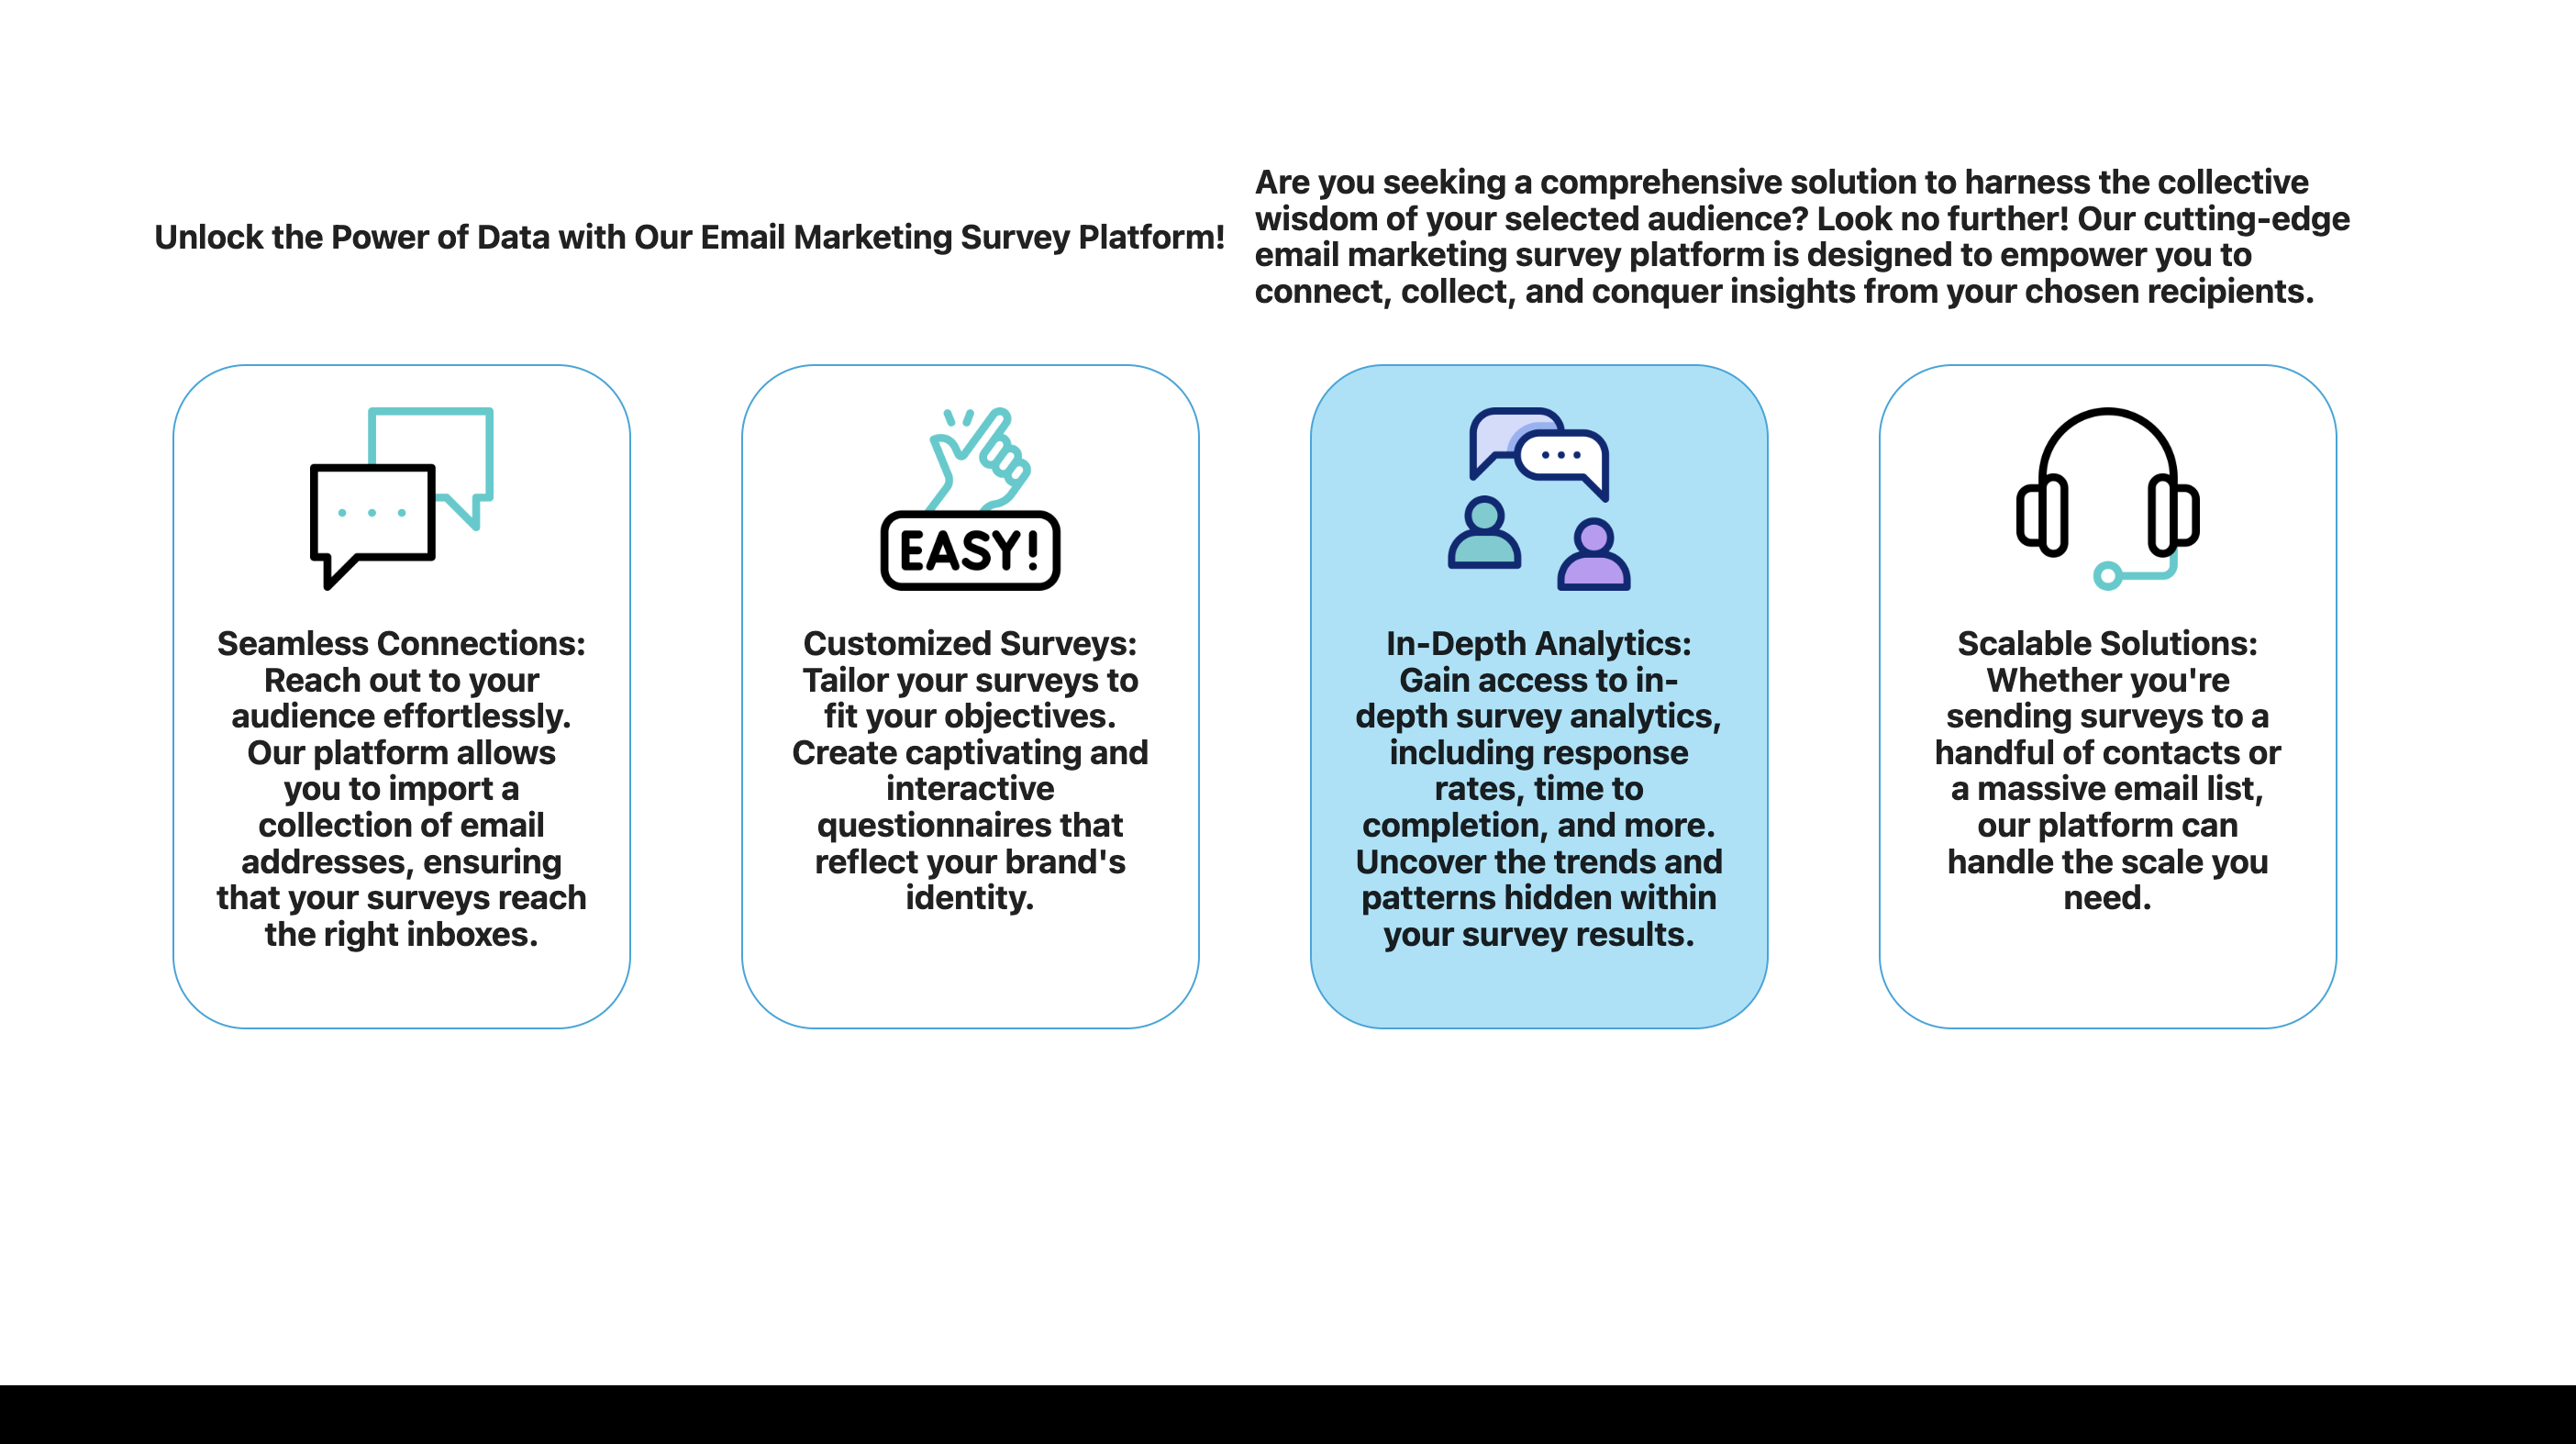 Unlock the Power of Data with Our Email Marketing Survey Platform!
Are you seeking a comprehensive solution to harness the collective
wisdom of your selected audience? Look no further! Our cutting-edge
email marketing survey platform is designed to empower you to
connect, collect, and conquer insights from your chosen recipients.
Seamless Connections:
Reach out to your
audience effortlessly.
Our platform allows
you to import a
collection of email
addresses, ensuring
that your surveys reach
the right inboxes.
EASY!
Customized Surveys:
Tailor your surveys to
fit your objectives.
Create captivating and
interactive
questionnaires that
reflect your brand's
identity.
In-Depth Analytics:
Gain access to in-
depth survey analytics,
including response
rates, time to
completion, and more.
Uncover the trends and
patterns hidden within
your survey results.
Scalable Solutions:
Whether you're
sending surveys to a
handful of contacts or
a massive email list,
our platform can
handle the scale you
need.